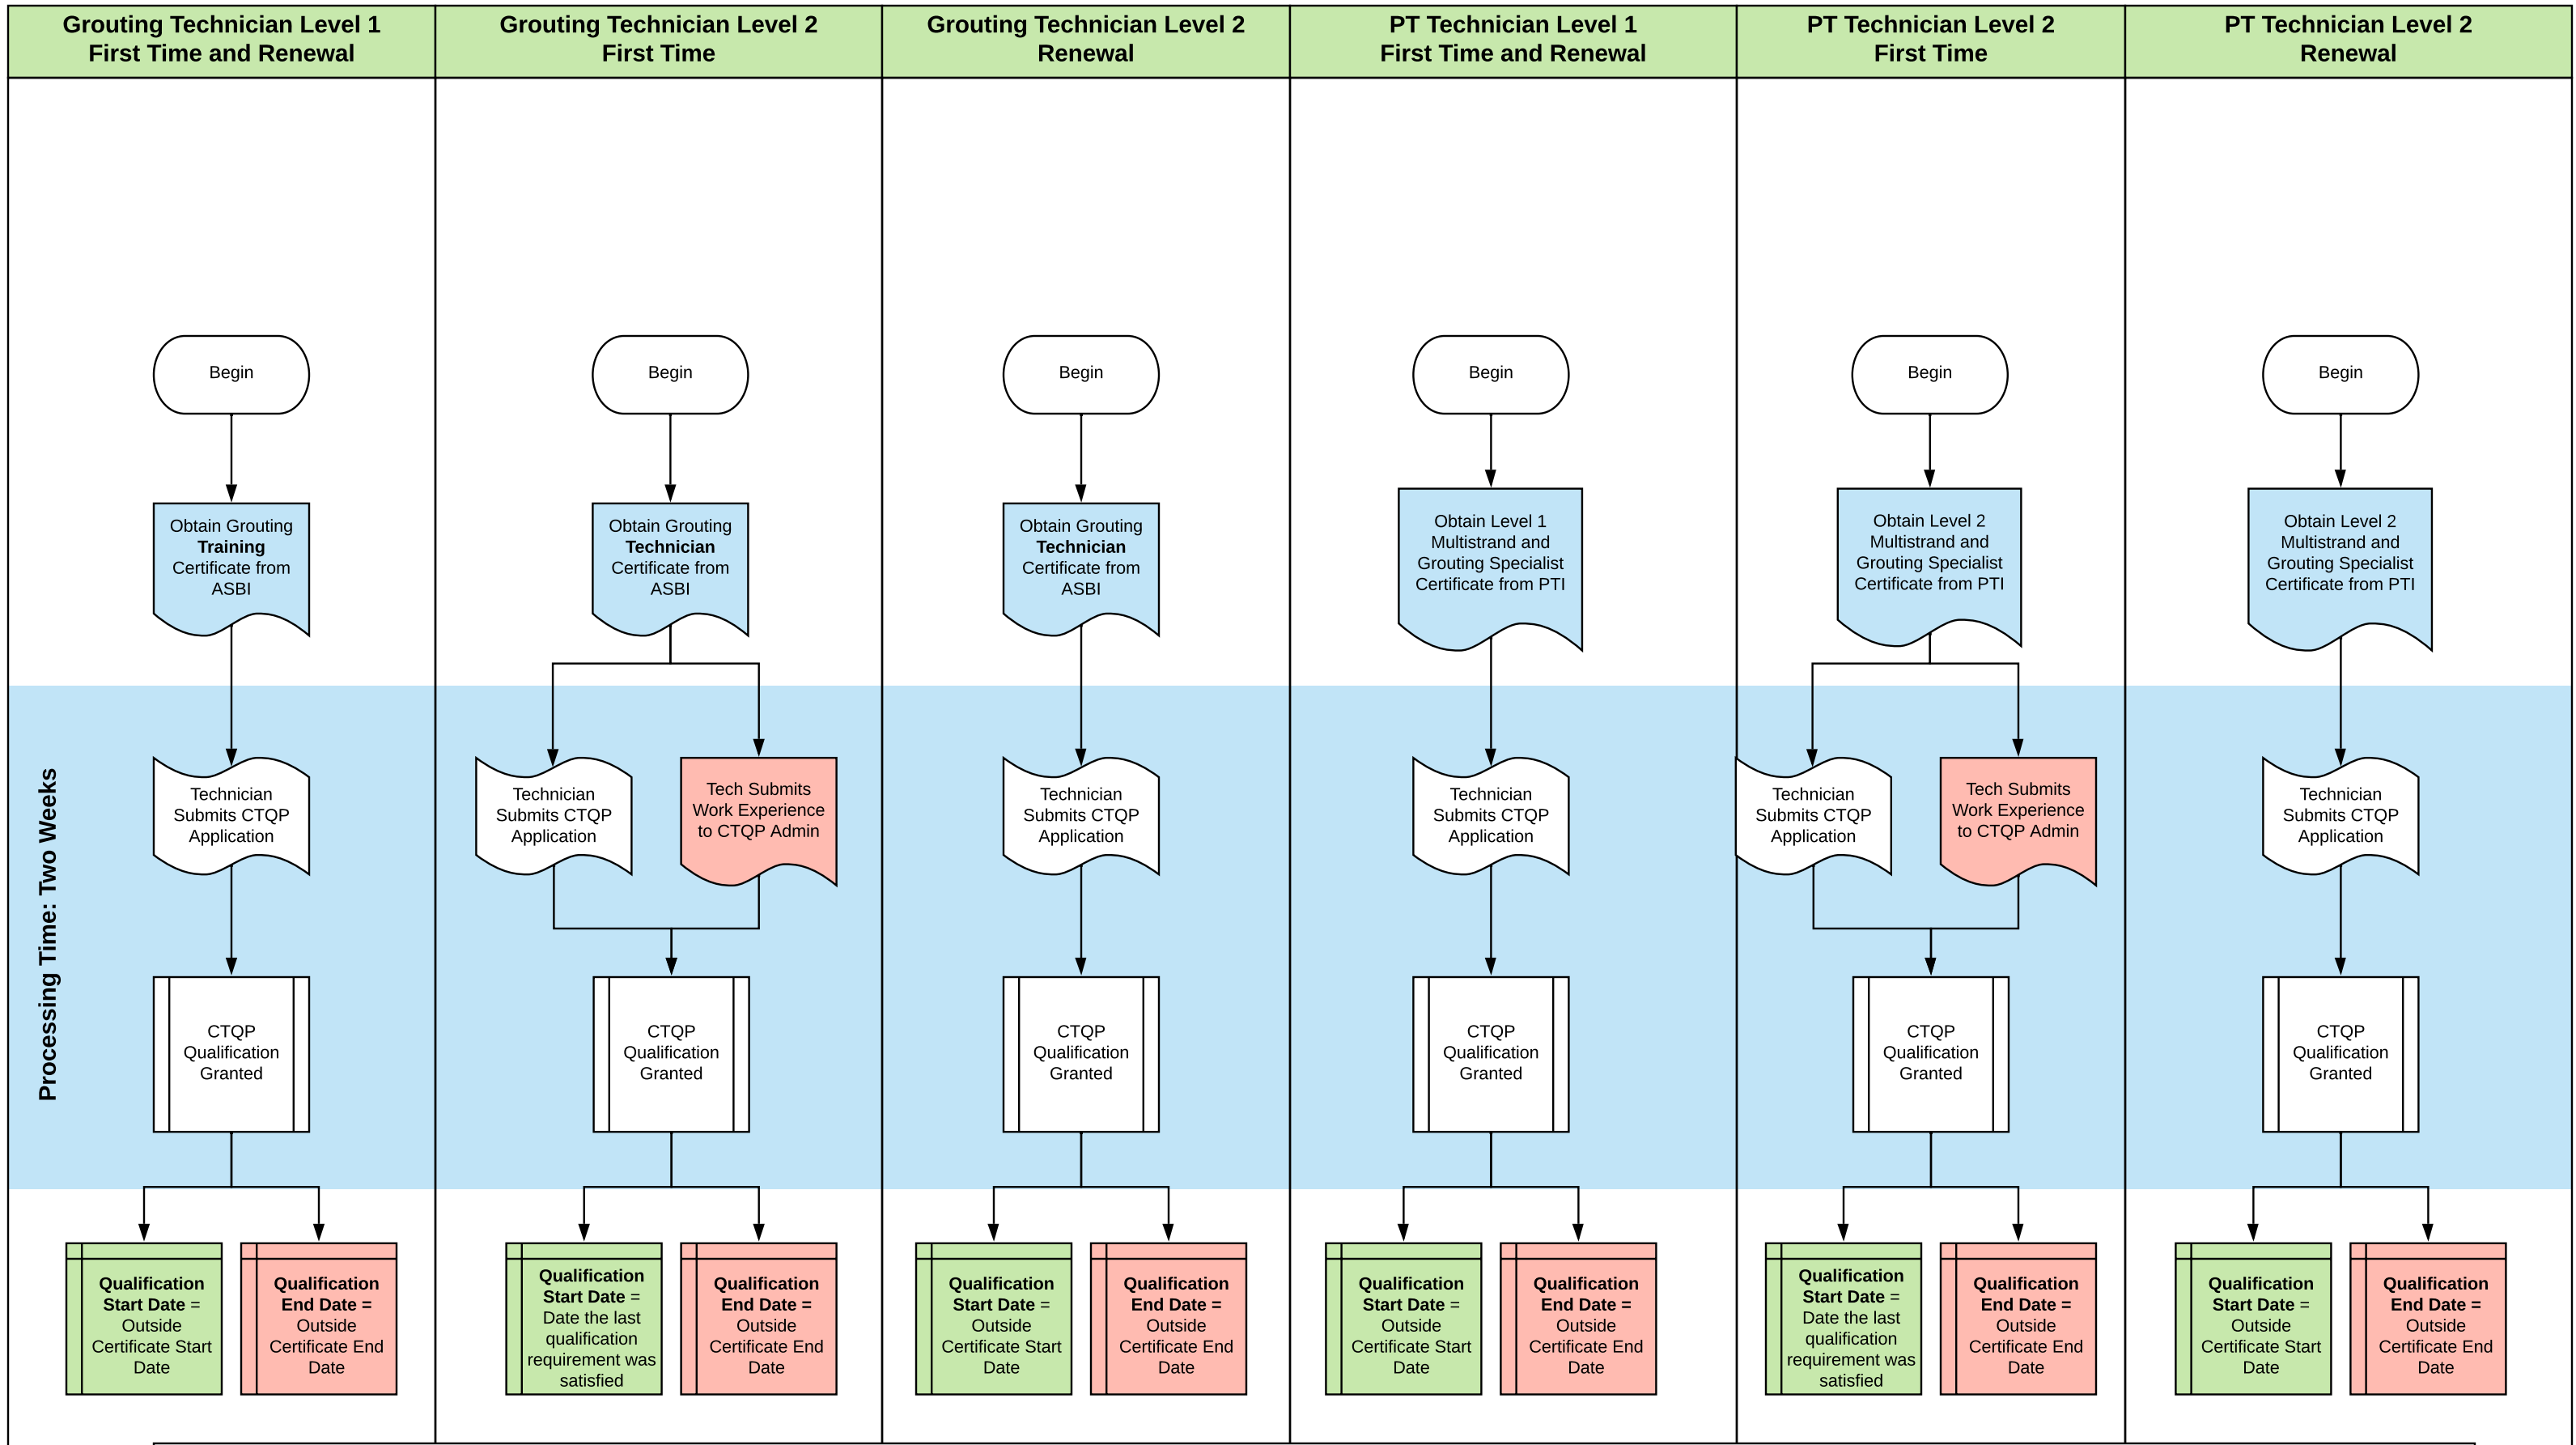 Grouting Technician Level 1
First Time and Renewal
Grouting Technician Level 2
First Time
Grouting Technician Level 2
Renewal
PT Technician Level 1
First Time and Renewal
PT Technician Level 2
First Time
PT Technician Level 2
Renewal
Begin
Begin
Begin
Begin
Begin
Begin
Obtain Grouting
Training
Certificate from
ASBI
Obtain Grouting
Technician
Certificate from
ASBI
Obtain Grouting
Technician
Certificate from
ASBI
Obtain Level 1
Multistrand and
Grouting Specialist
Certificate from PTI
Obtain Level 2
Multistrand and
Grouting Specialist
Certificate from PTI
Obtain Level 2
Multistrand and
Grouting Specialist
Certificate from PTI
Processing Time: Two Weeks
Technician
Submits CTQP
Application
Technician
Submits CTQP
Application
Tech Submits
Work Experience
to CTQP Admin
Technician
Submits CTQP
Application
Technician
Submits CTQP
Application
Technician
Submits CTQP
Application
Tech Submits
Work Experience
to CTQP Admin
Technician
Submits CTQP
Application
CTQP
Qualification
Granted
CTQP
Qualification
Granted
CTQP
Qualification
Granted
CTQP
Qualification
Granted
CTQP
Qualification
Granted
CTQP
Qualification
Granted
Qualification
Start Date =
Outside
Certificate Start
Date
Qualification
End Date =
Outside
Certificate End
Date
Qualification
Start Date =
Date the last
qualification
requirement was
satisfied
Qualification
End Date =
Outside
Certificate End
Date
Qualification
Start Date =
Outside
Certificate Start
Date
Qualification
End Date =
Outside
Certificate End
Date
Qualification
Start Date =
Outside
Certificate Start
Date
Qualification
End Date =
Outside
Certificate End
Date
Qualification
Start Date =
Date the last
qualification
requirement was
satisfied
Qualification
End Date =
Outside
Certificate End
Date
Qualification
Start Date =
Outside
Certificate Start
Date
Qualification
End Date =
Outside
Certificate End
Date